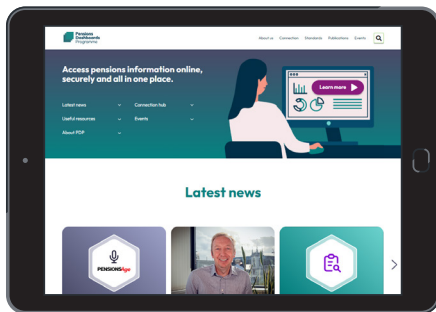 Pensions
Dashboards
Programme
About us
Connection
Standards
Publications
Events
Access pensions information online,
securely and all in one place.
Learn more
Latest news
Connection hub
Useful resources
Events
About PDP
Latest news
PENSIONSAge